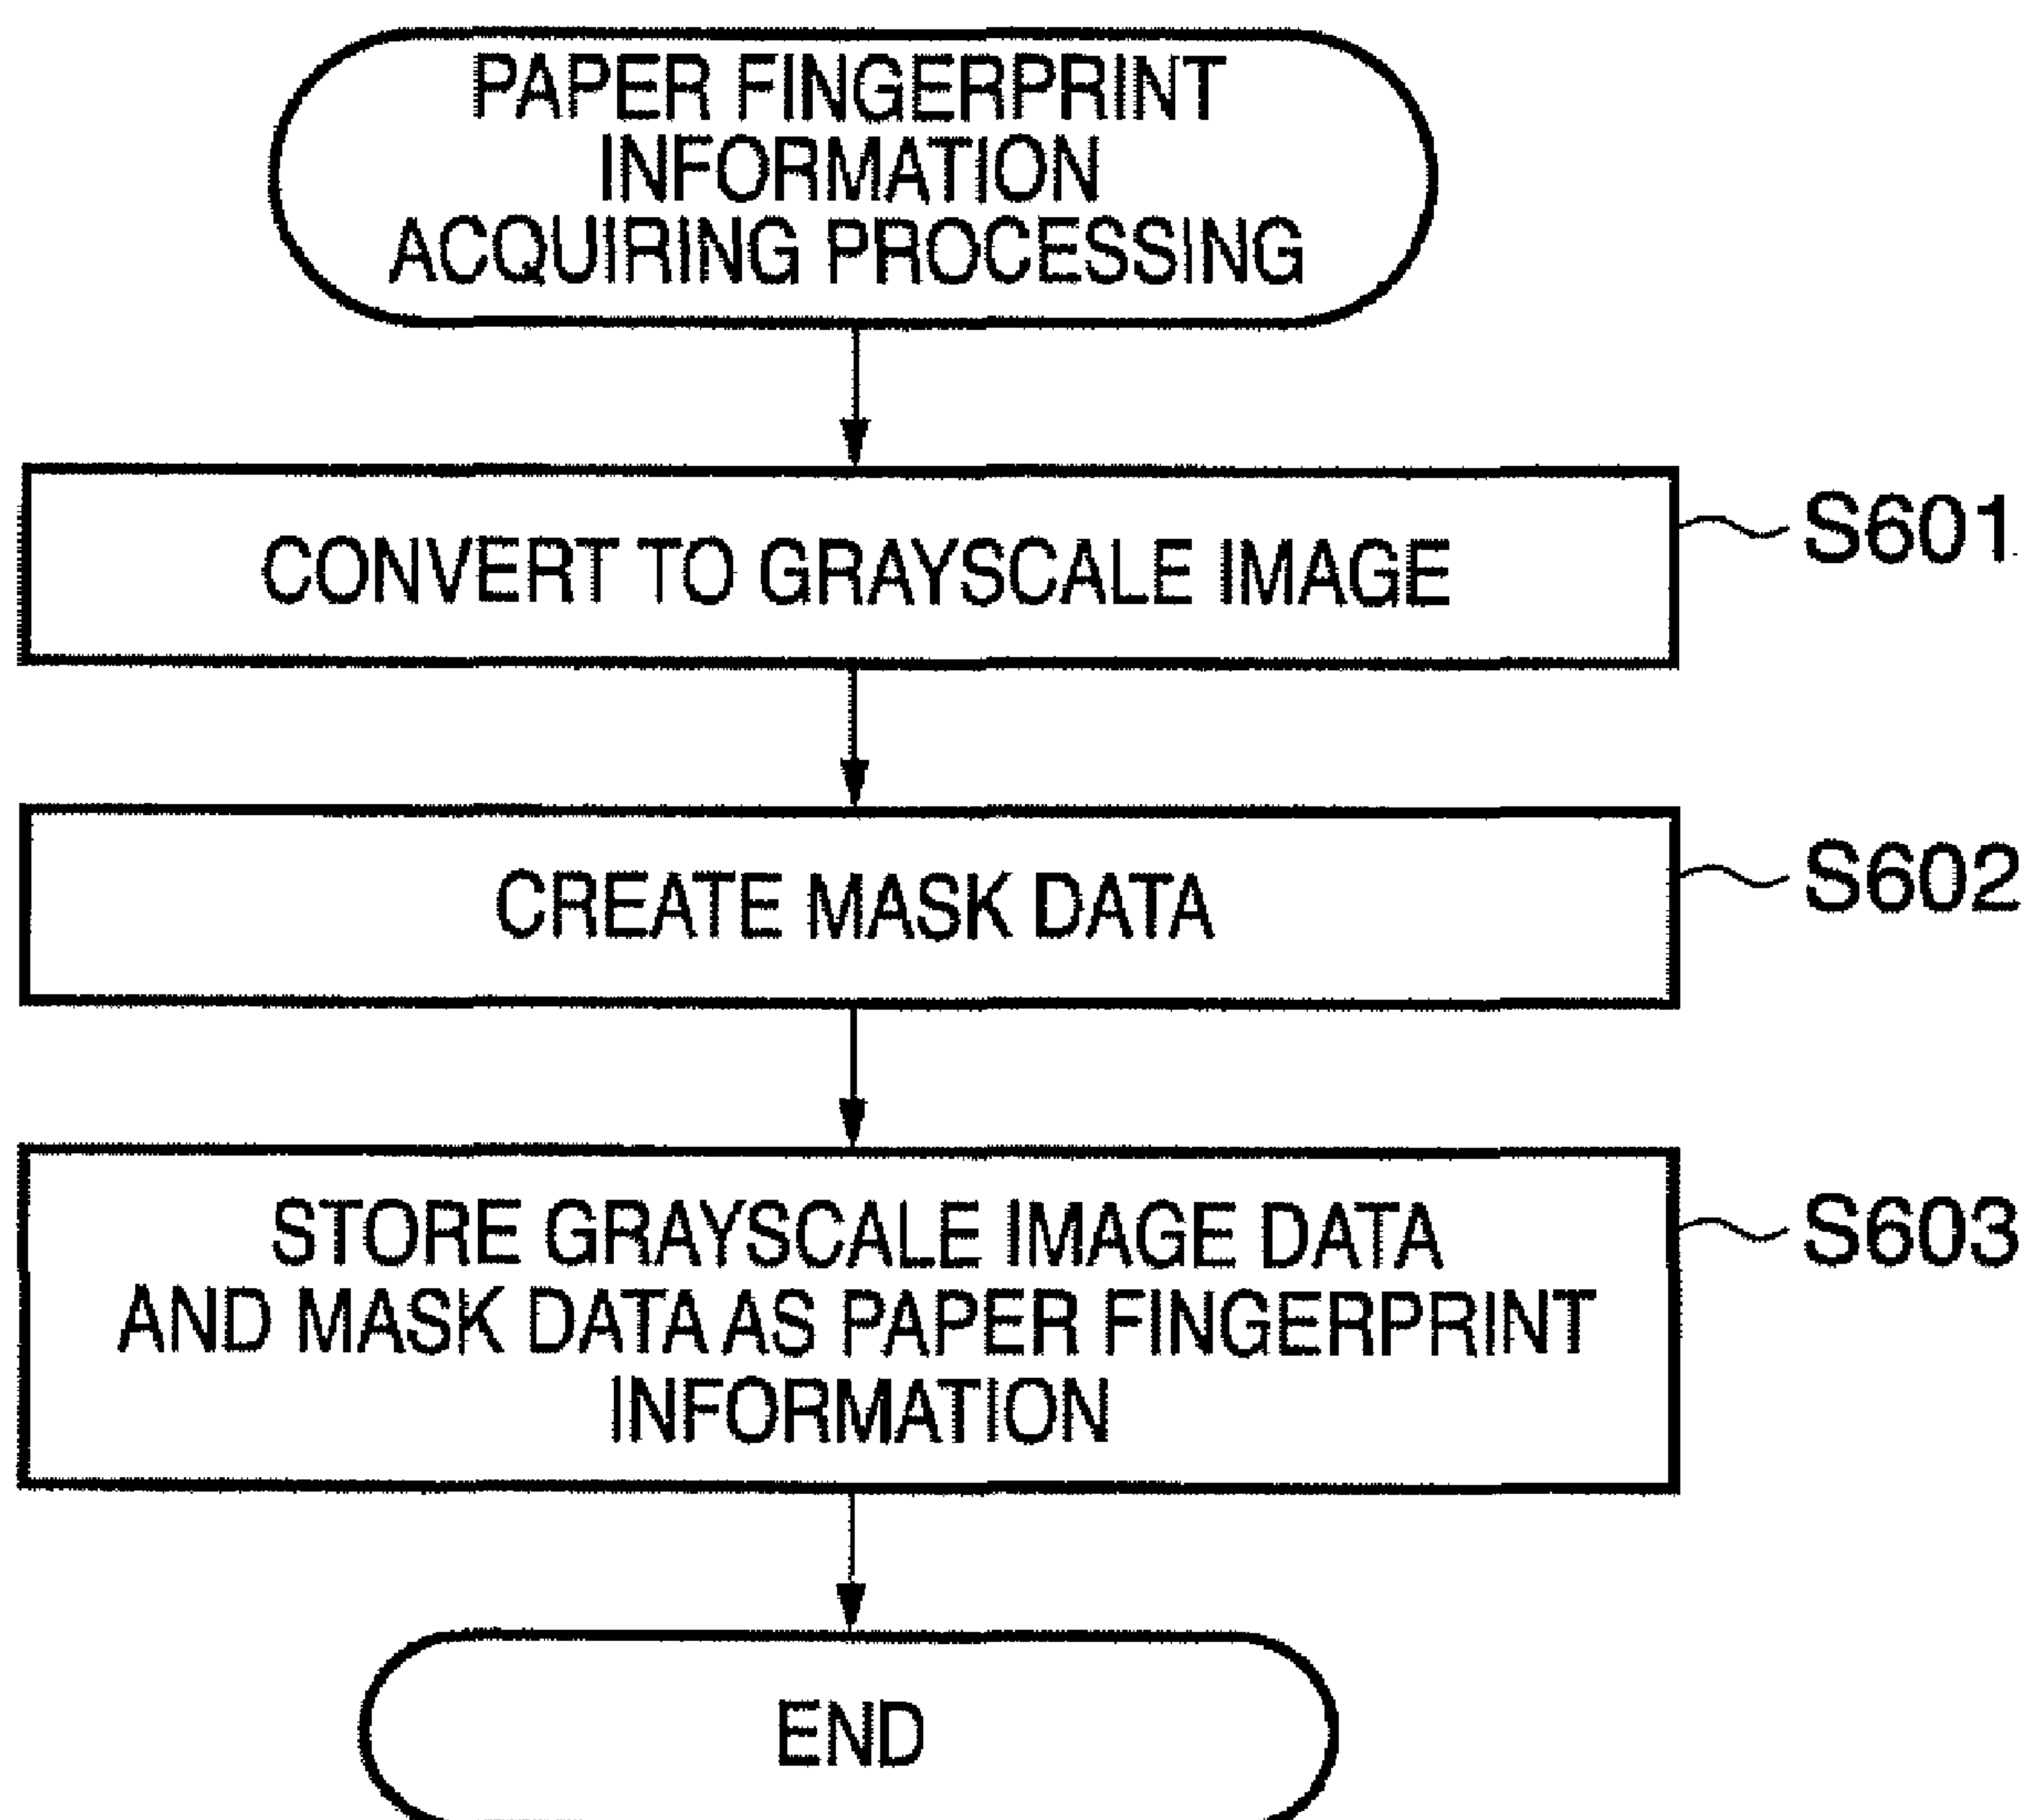 PAPER FINGERPRINT
INFORMATION
ACQUIRING PROCESSING
CONVERT TO GRAYSCALE IMAGE
S601
CREATE MASK DATA
S602
STORE GRAYSCALE IMAGE DATA
AND MASK DATA AS PAPER FINGERPRINT
INFORMATION
S603
END